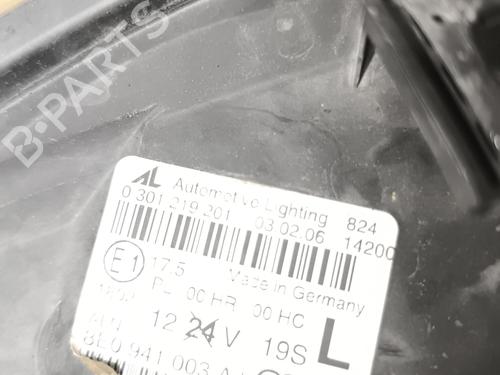 B-PARTS
AL Automotive Lighting 824
0 301 219 201 03.02.06 14200
E1 17.5 Made in Germany
PL 00 HR 00 HC
12 24 V 19S L
8E0 941 003 A